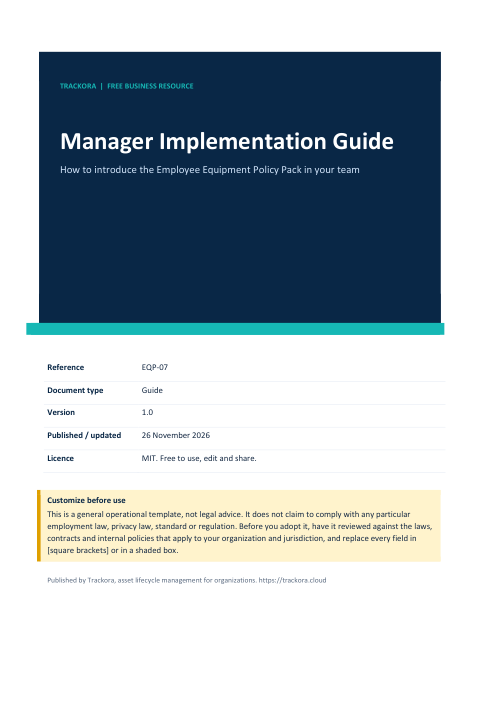 TRACKORA | FREE BUSINESS RESOURCE
Manager Implementation Guide
How to introduce the Employee Equipment Policy Pack in your team
Reference EQP-07
Document type Guide
Version 1.0
Published / updated 26 November 2026
Licence MIT. Free to use, edit and share.
Customize before use
This is a general operational template, not legal advice. It does not claim to comply with any particular
employment law, privacy law, standard or regulation. Before you adopt it, have it reviewed against the laws,
contracts and internal policies that apply to your organization and jurisdiction, and replace every field in
[square brackets] or in a shaded box.
Published by Trackora, asset lifecycle management for organizations. https://trackora.cloud